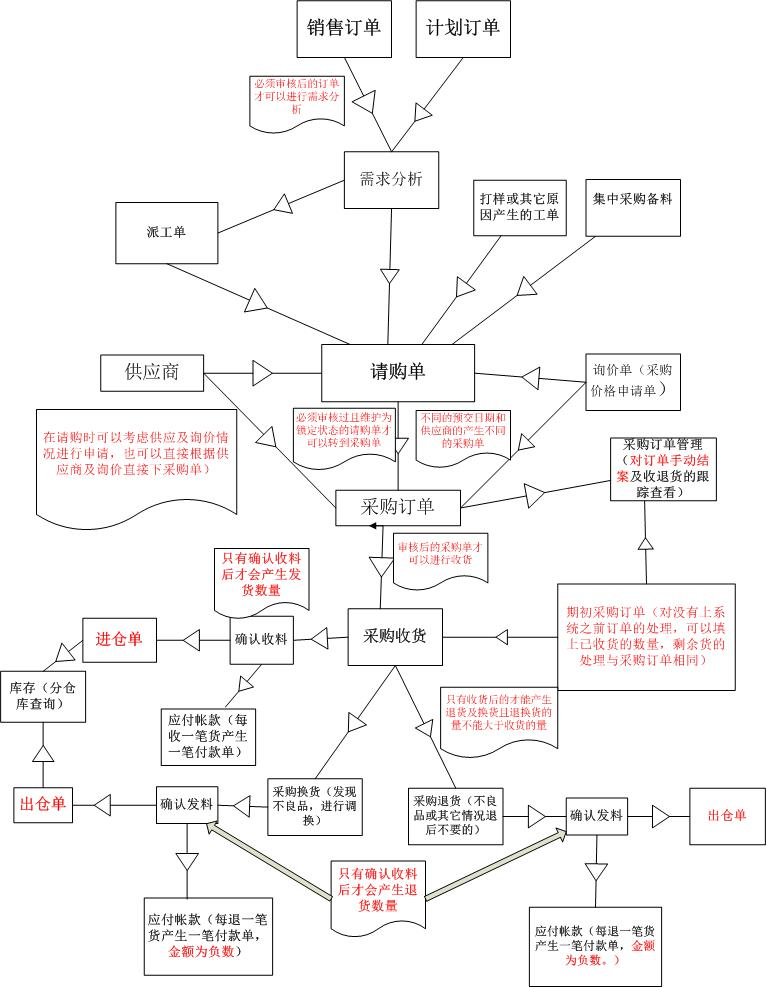 销售订单
计划订单
必须审核后的订单
才可以进行需求分
析
需求分析
打样或其它原
因产生的工单
集中采购备料
派工单
供应商
请购单
询价单（采购
价格申请单）
必须审核过且维护为
锁定状态的请购单才
可以转到采购单
不同的预交日期和
供应商的产生不同
的采购单
在请购时可以考虑供应及询价情
况进行申请，也可以直接根据供
应商及询价直接下采购单）
采购订单管理
（对订单手动结
案及收退货的跟
踪查看）
采购订单
审核后的采购单才
可以进行收货
只有确认收料
后才会产生发
货数量
期初采购订单（对没有上系
统之前订单的处理，可以填
上已收货的数量，剩余货的
处理与采购订单相同）
进仓单
确认收料
采购收货
库存（分仓
库查询）
应付帐款（每
收一笔货产生
一笔付款单）
只有收货后的才能产生
退货及换货且退换货的
量不能大于收货的量
出仓单
确认发料
采购换货（发现
不良品，进行调
换）
采购退货（不良
品或其它情况退
后不要的）
确认发料
出仓单
只有确认收料
后才会产生退
货数量
应付帐款（每退一笔
货产生一笔付款单，
金额为负数）
应付帐款（每退一笔货
产生一笔付款单，金额
为负数。）